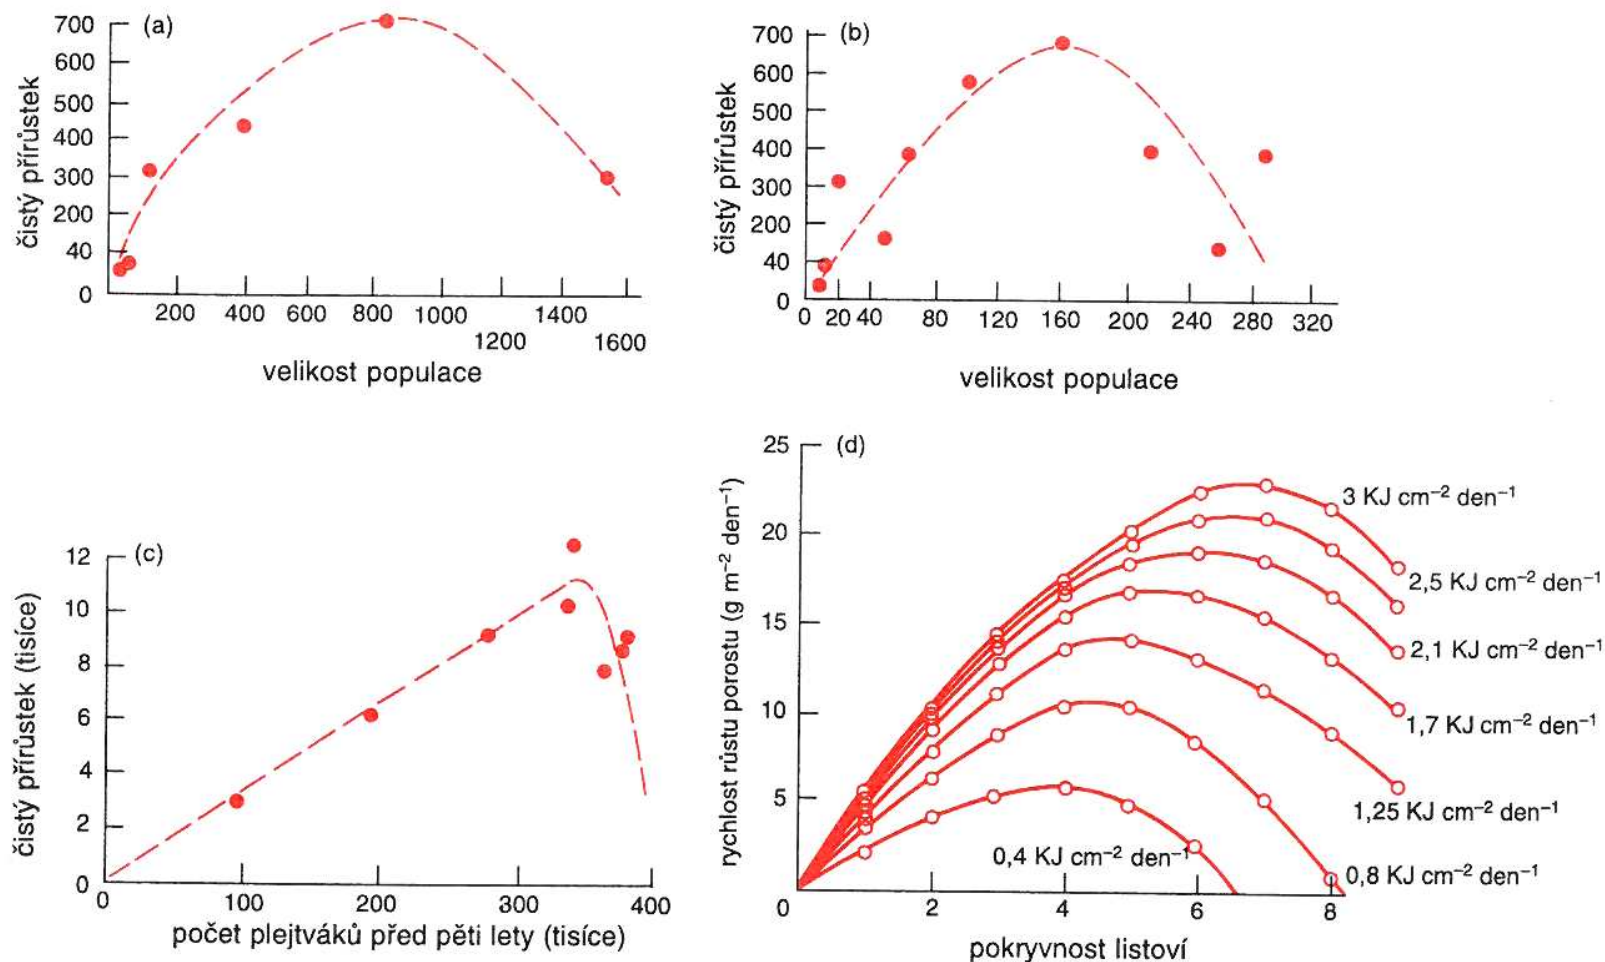 (a)
čistý přírůstek
700
600
500
400
300
200
40
0
200 400 600 800 1000 1400
1200 1600
velikost populace
(b)
čistý přírůstek
700
600
500
400
300
200
40
0
0 20 40 80 120 160 200 240 280 320
velikost populace
(c)
čistý přírůstek (tisíce)
12
10
8
6
4
2
0
0 100 200 300 400
počet plejtváků před pěti lety (tisíce)
(d)
rychlost růstu porostu (g m⁻² den⁻¹)
25
20
15
10
5
3 KJ cm⁻² den⁻¹
2,5 KJ cm⁻² den⁻¹
2,1 KJ cm⁻² den⁻¹
1,7 KJ cm⁻² den⁻¹
1,25 KJ cm⁻² den⁻¹
0,4 KJ cm⁻² den⁻¹
0,8 KJ cm⁻² den⁻¹
0 2 4 6 8
pokryvnost listoví